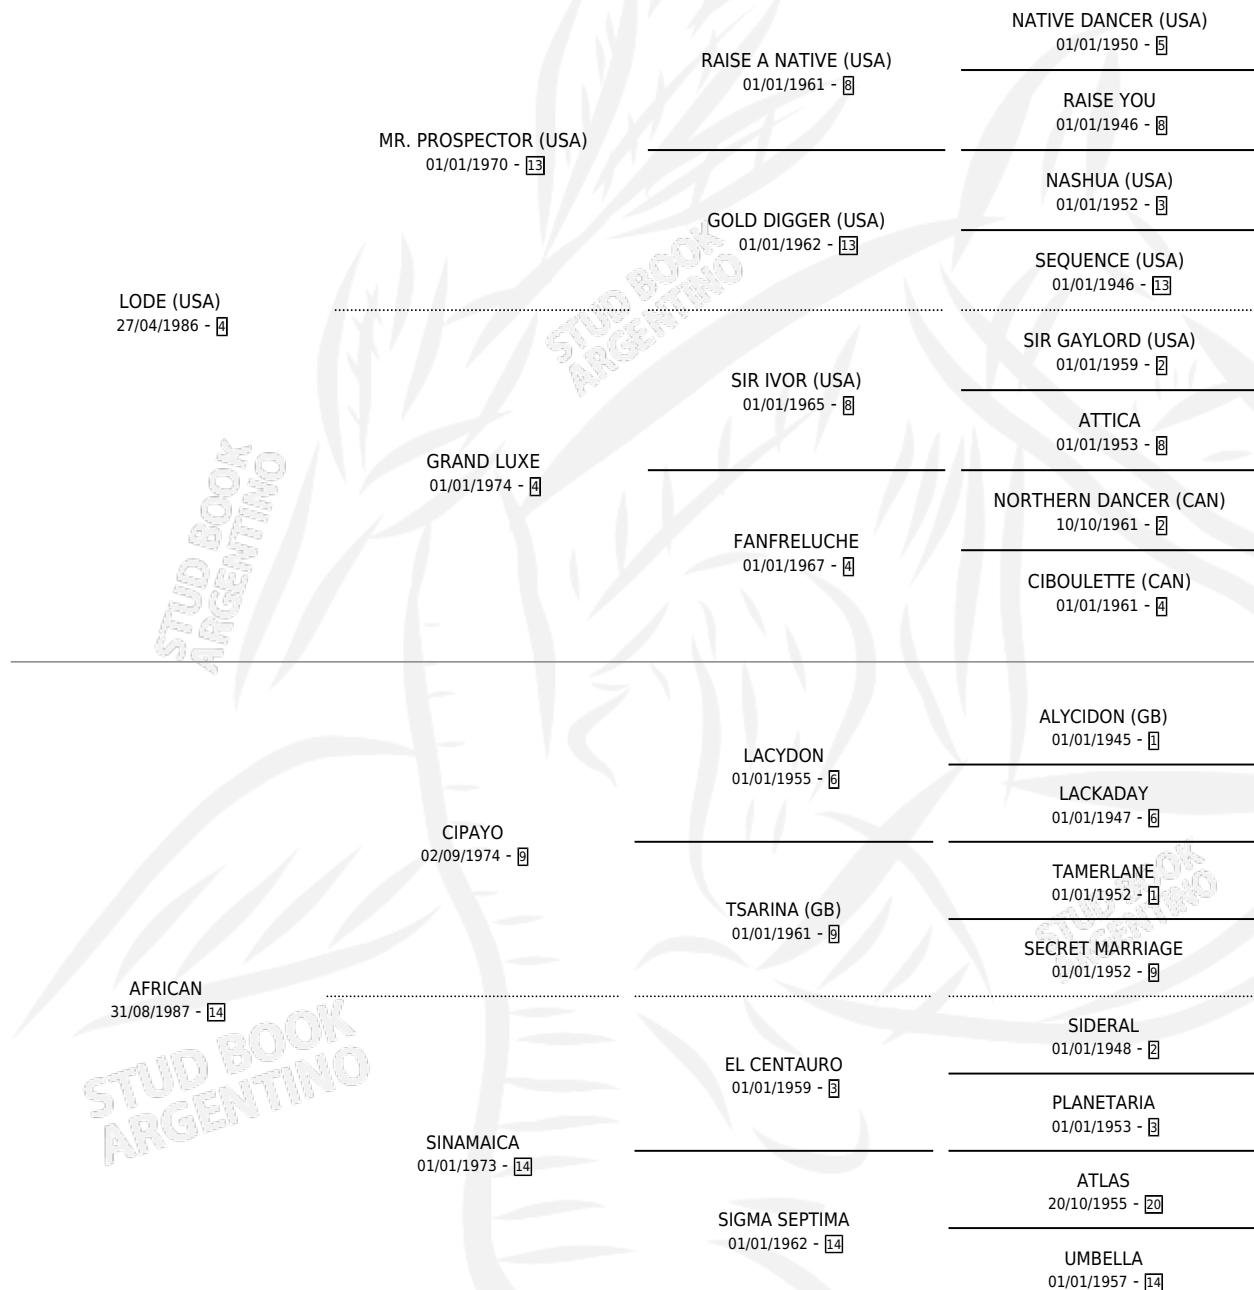 NATIVE DANCER (USA)
01/01/1950 - 5
RAISE A NATIVE (USA)
01/01/1961 - 8
RAISE YOU
01/01/1946 - 8
MR. PROSPECTOR (USA)
01/01/1970 - 13
NASHUA (USA)
01/01/1952 - 3
GOLD DIGGER (USA)
01/01/1962 - 13
SEQUENCE (USA)
01/01/1946 - 13
LODE (USA)
27/04/1986 - 4
STUD BOOK
ARGENTINO
SIR GAYLORD (USA)
01/01/1959 - 2
SIR IVOR (USA)
01/01/1965 - 8
ATTICA
01/01/1953 - 8
GRAND LUXE
01/01/1974 - 4
NORTHERN DANCER (CAN)
10/10/1961 - 2
FANFRELUCHE
01/01/1967 - 4
CIBOULETTE (CAN)
01/01/1961 - 4
STUD BOOK
ARGENTINO
ALYCIDON (GB)
01/01/1945 - 1
LACYDON
01/01/1955 - 6
LACKADAY
01/01/1947 - 6
CIPAYO
02/09/1974 - 9
TAMERLANE
01/01/1952 - 1
TSARINA (GB)
01/01/1961 - 9
STUD BOOK
ARGENTINO
SECRET MARRIAGE
01/01/1952 - 9
AFRICAN
31/08/1987 - 14
SIDERAL
01/01/1948 - 2
EL CENTAURO
01/01/1959 - 3
STUD BOOK
ARGENTINO
PLANETARIA
01/01/1953 - 3
SINAMAICA
01/01/1973 - 14
ATLAS
20/10/1955 - 20
SIGMA SEPTIMA
01/01/1962 - 14
UMBELLA
01/01/1957 - 14